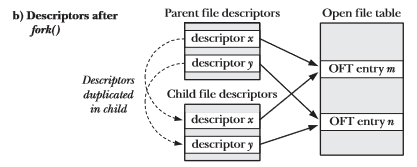 b) Descriptors after
fork()
Parent file descriptors
Open file table
descriptor x
descriptor y
OFT entry m
Descriptors
duplicated
in child
Child file descriptors
descriptor x
OFT entry n
descriptor y